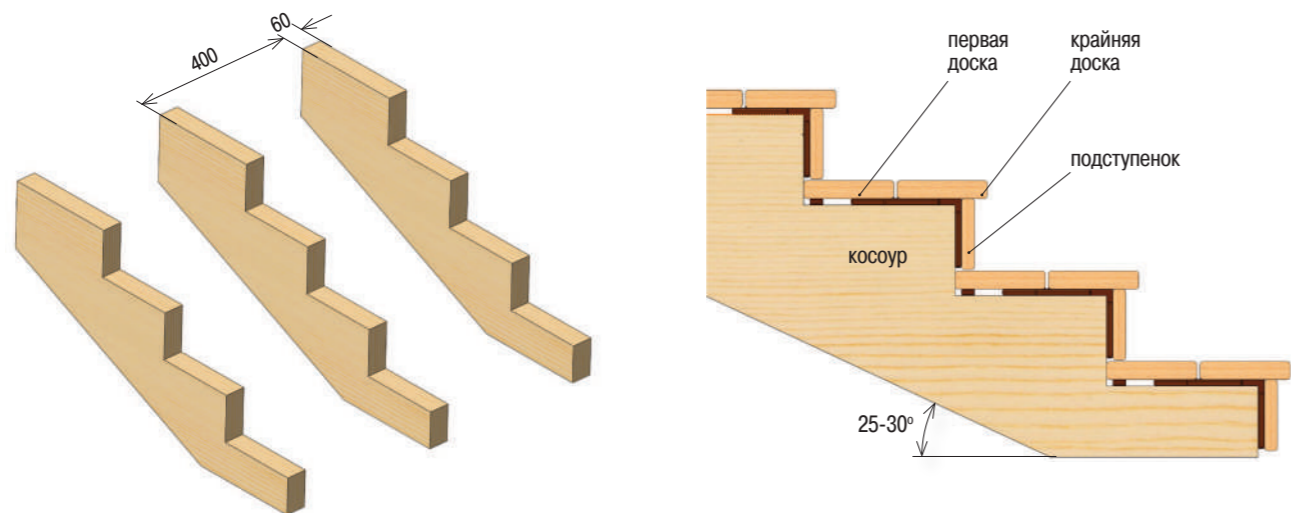 60
400
первая
доска
крайняя
доска
подступенок
косоур
25-30º